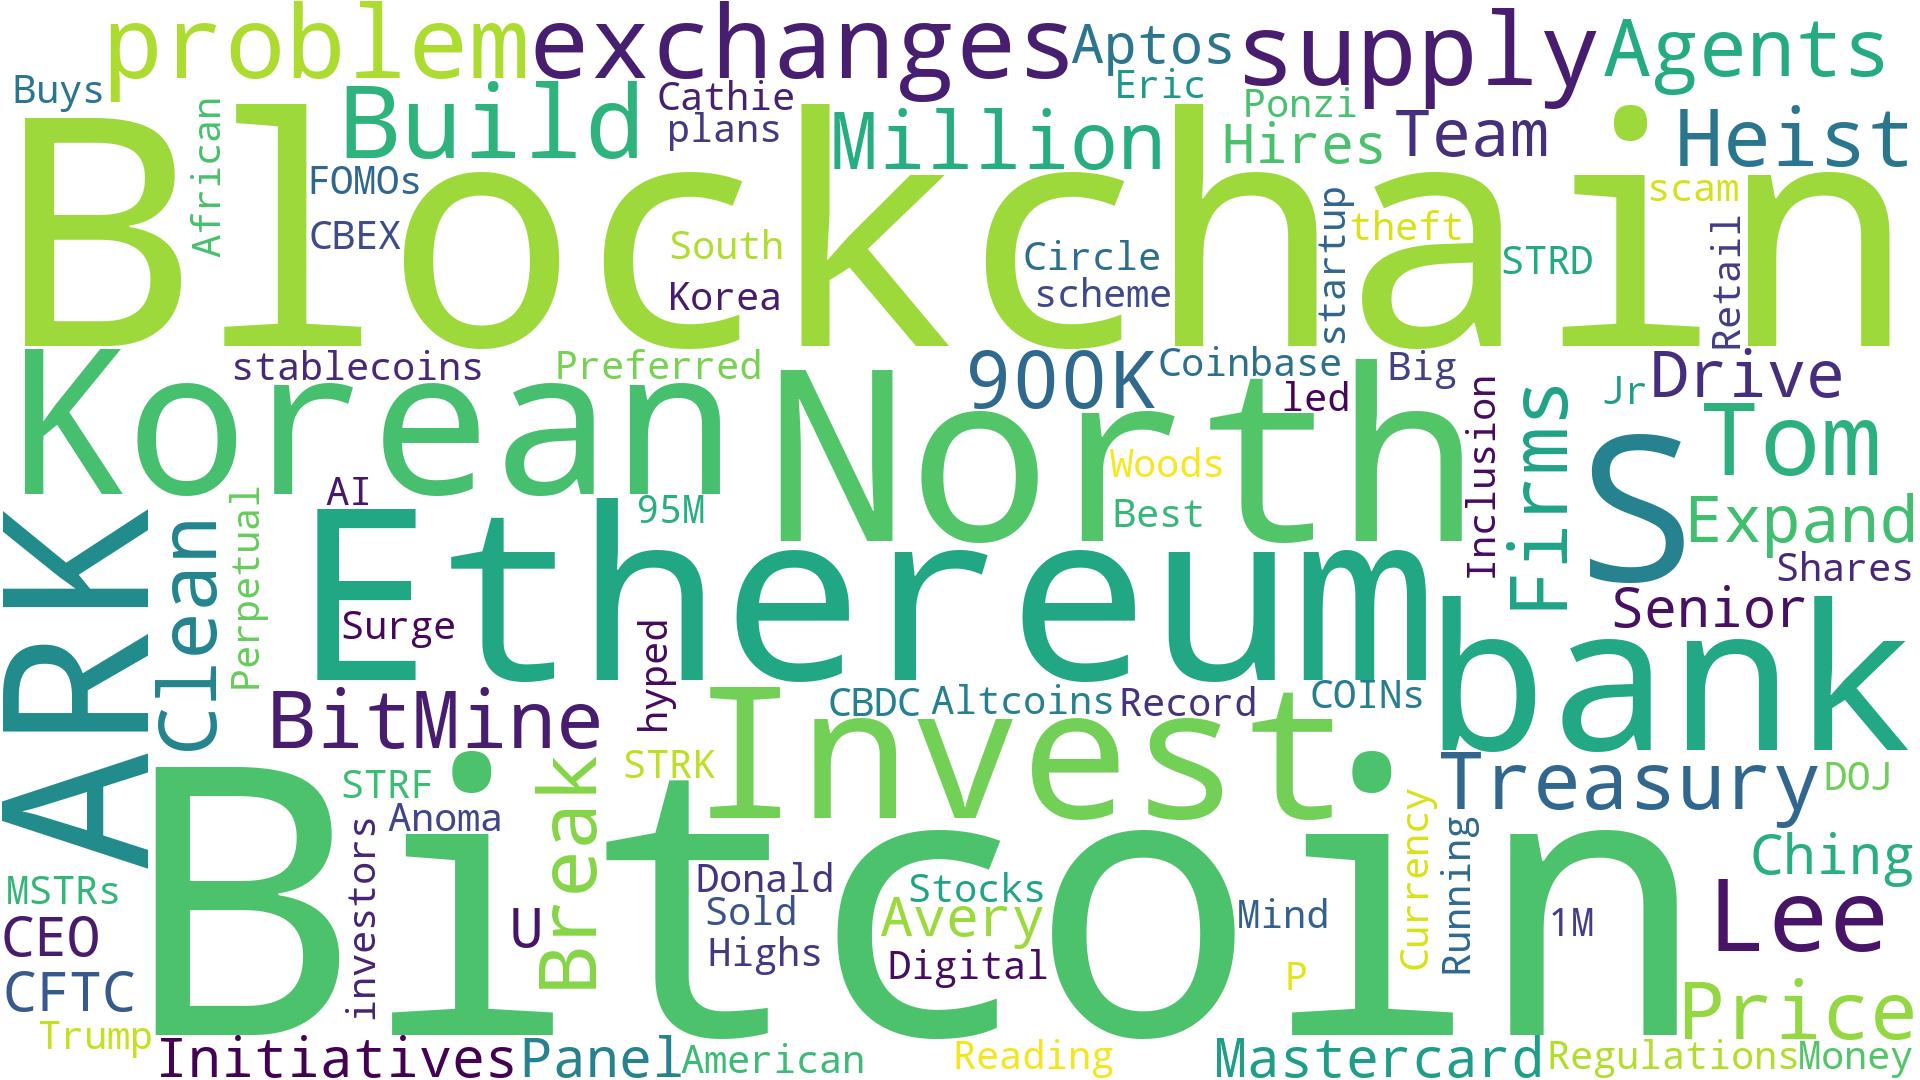 problem
exchanges
Aptos
supply
Agents
Buys
Eric
Cathie
plans
Build
African
Million
Ponzi
Hires
Team
Heist
Blockchain
FOMOs
CBEX
South
Korea
Circle
scheme
startup
theft
scam
STRD
Retail
stablecoins
Preferred
900K
Coinbase
led
Big
Jr
Drive
Korean
North
Woods
Best
Inclusion
Firms
S
Tom
Expand
Shares
Senior
ARK
Clean
Perpetual
AI
95M
Ethereum
Surge
hyped
bank
BitMine
CBDC
Altcoins
Record
COINs
Invest
STRK
STRF
Anoma
Break
Treasury
DOJ
Bitcoin
MSTRs
CEO
CFTC
Trump
investors
U
Donald
Sold
Highs
Stocks
Avery
Digital
Mind
P
Currency
Running
1M
Ching
Lee
Price
Initiatives
Panel
American
Reading
Mastercard
Regulations
Money